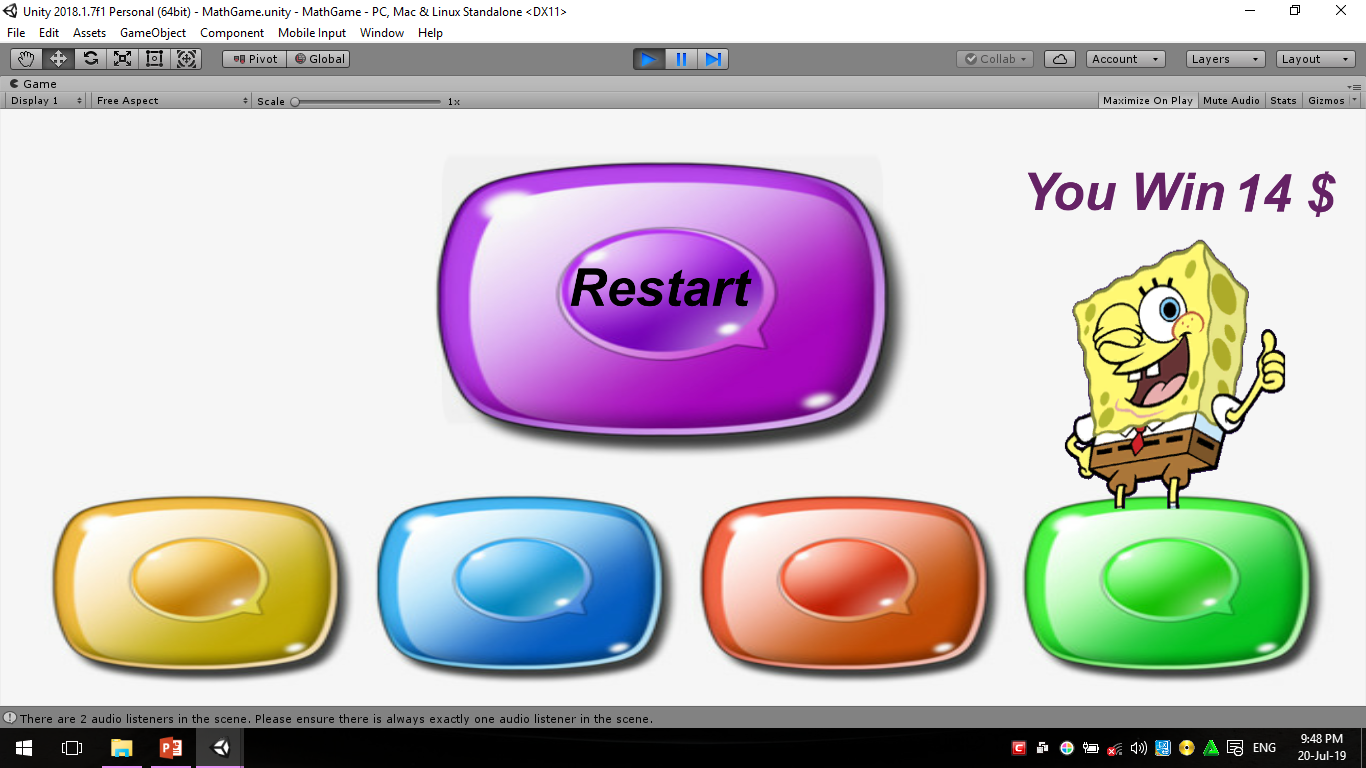 Unity 2018.1.7f1 Personal (64bit) - MathGame.unity - MathGame - PC, Mac & Linux Standalone <DX11>
File Edit Assets GameObject Component Mobile Input Window Help
Pivot Global Collab Account Layers Layout
Game
Display 1 Free Aspect Scale 1x Maximize On Play Mute Audio Stats Gizmos
You Win 14 $
Restart
There are 2 audio listeners in the scene. Please ensure there is always exactly one audio listener in the scene.
ENG
9:48 PM
20-Jul-19